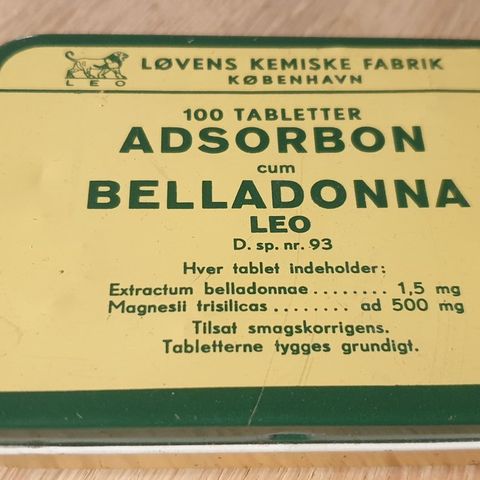 LEO
LØVENS KEMISKE FABRIK
KØBENHAVN
100 TABLETTER
ADSORBON
cum
BELLADONNA
LEO
D. sp. nr. 93
Hver tablet indeholder:
Extractum belladonnae........ 1,5 mg
Magnesii trisilicas........ ad 500 mg
Tilsat smagskorrigens.
Tabletterne tygges grundigt.